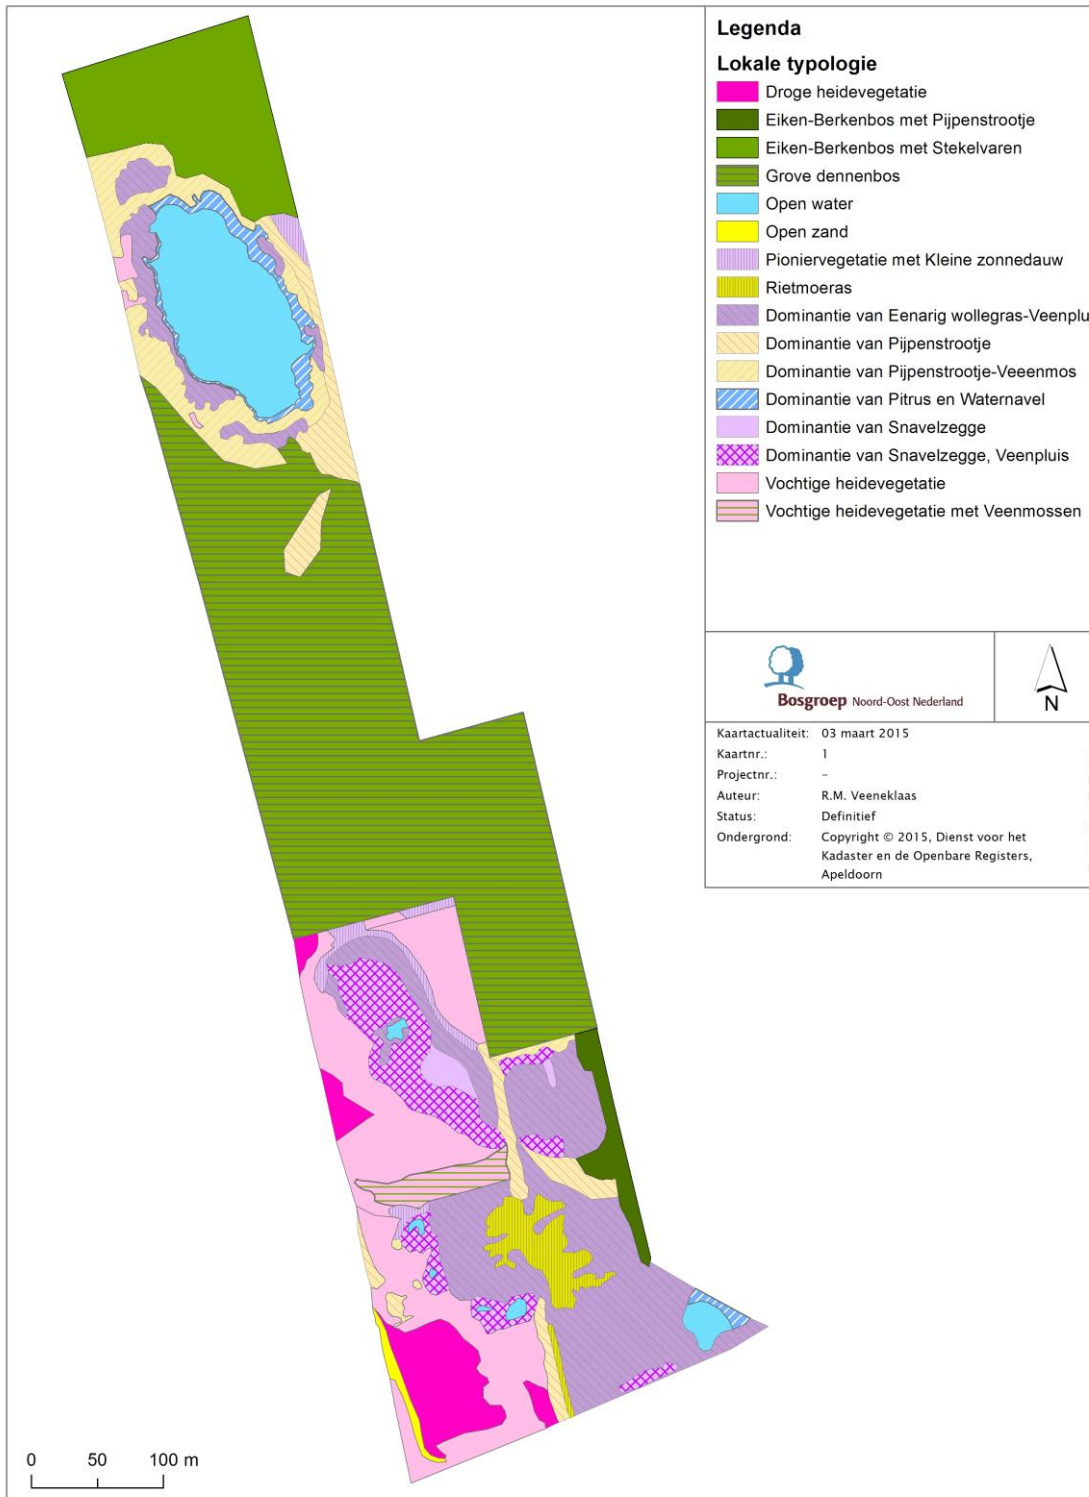 Legenda
Lokale typologie
Droge heidevegetatie
Eiken-Berkenbos met Pijpenstrootje
Eiken-Berkenbos met Stekelvaren
Grove dennenbos
Open water
Open zand
Pioniervegetatie met Kleine zonnedauw
Rietmoeras
Dominantie van Eenarig wollegras-Veenplu
Dominantie van Pijpenstrootje
Dominantie van Pijpenstrootje-Veeenmos
Dominantie van Pitrus en Waternavel
Dominantie van Snavelzegge
Dominantie van Snavelzegge, Veenpluis
Vochtige heidevegetatie
Vochtige heidevegetatie met Veenmossen
Bosgroep Noord-Oost Nederland
N
Kaartactualiteit: 03 maart 2015
Kaartnr.: 1
Projectnr.: -
Auteur: R.M. Veeneklaas
Status: Definitief
Ondergrond: Copyright © 2015, Dienst voor het
Kadaster en de Openbare Registers,
Apeldoorn
0 50 100 m